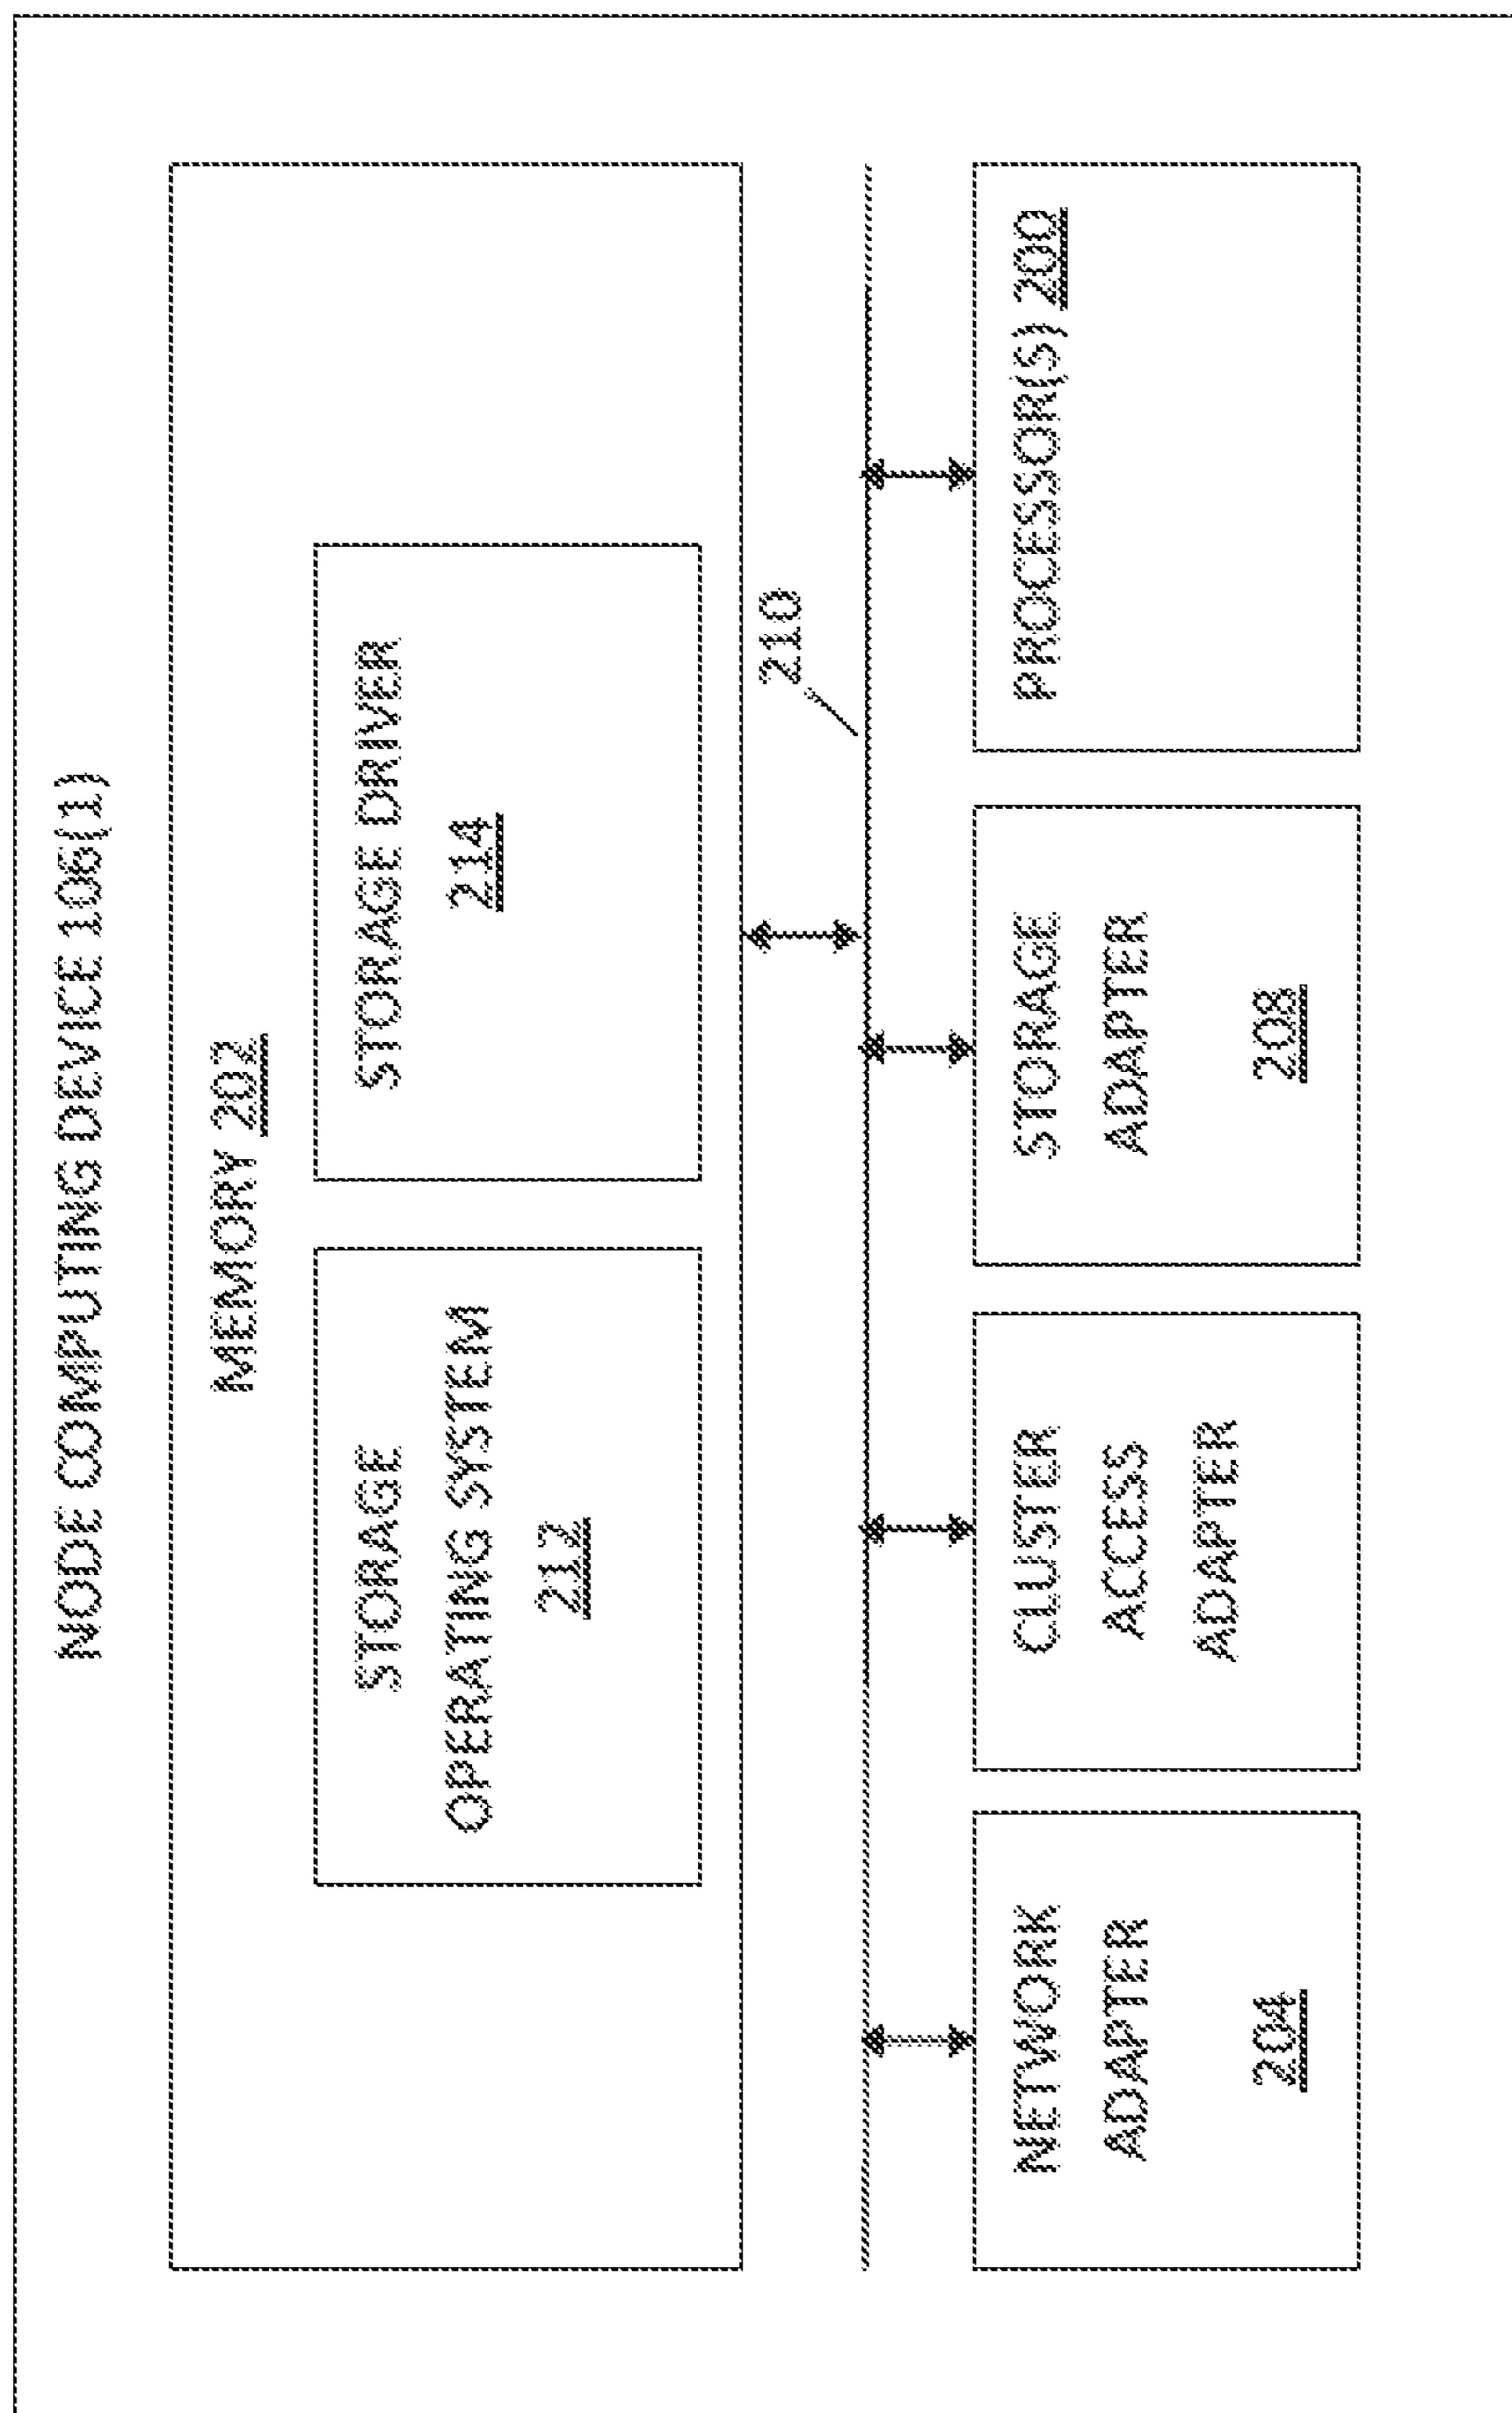 NODE COMPUTING DEVICE 106(1)
MEMORY 202
STORAGE
OPERATING SYSTEM
212
STORAGE DRIVER
214
210
NETWORK
ADAPTER
204
CLUSTER
ACCESS
ADAPTER
STORAGE
ADAPTER
208
PROCESSOR(S) 200